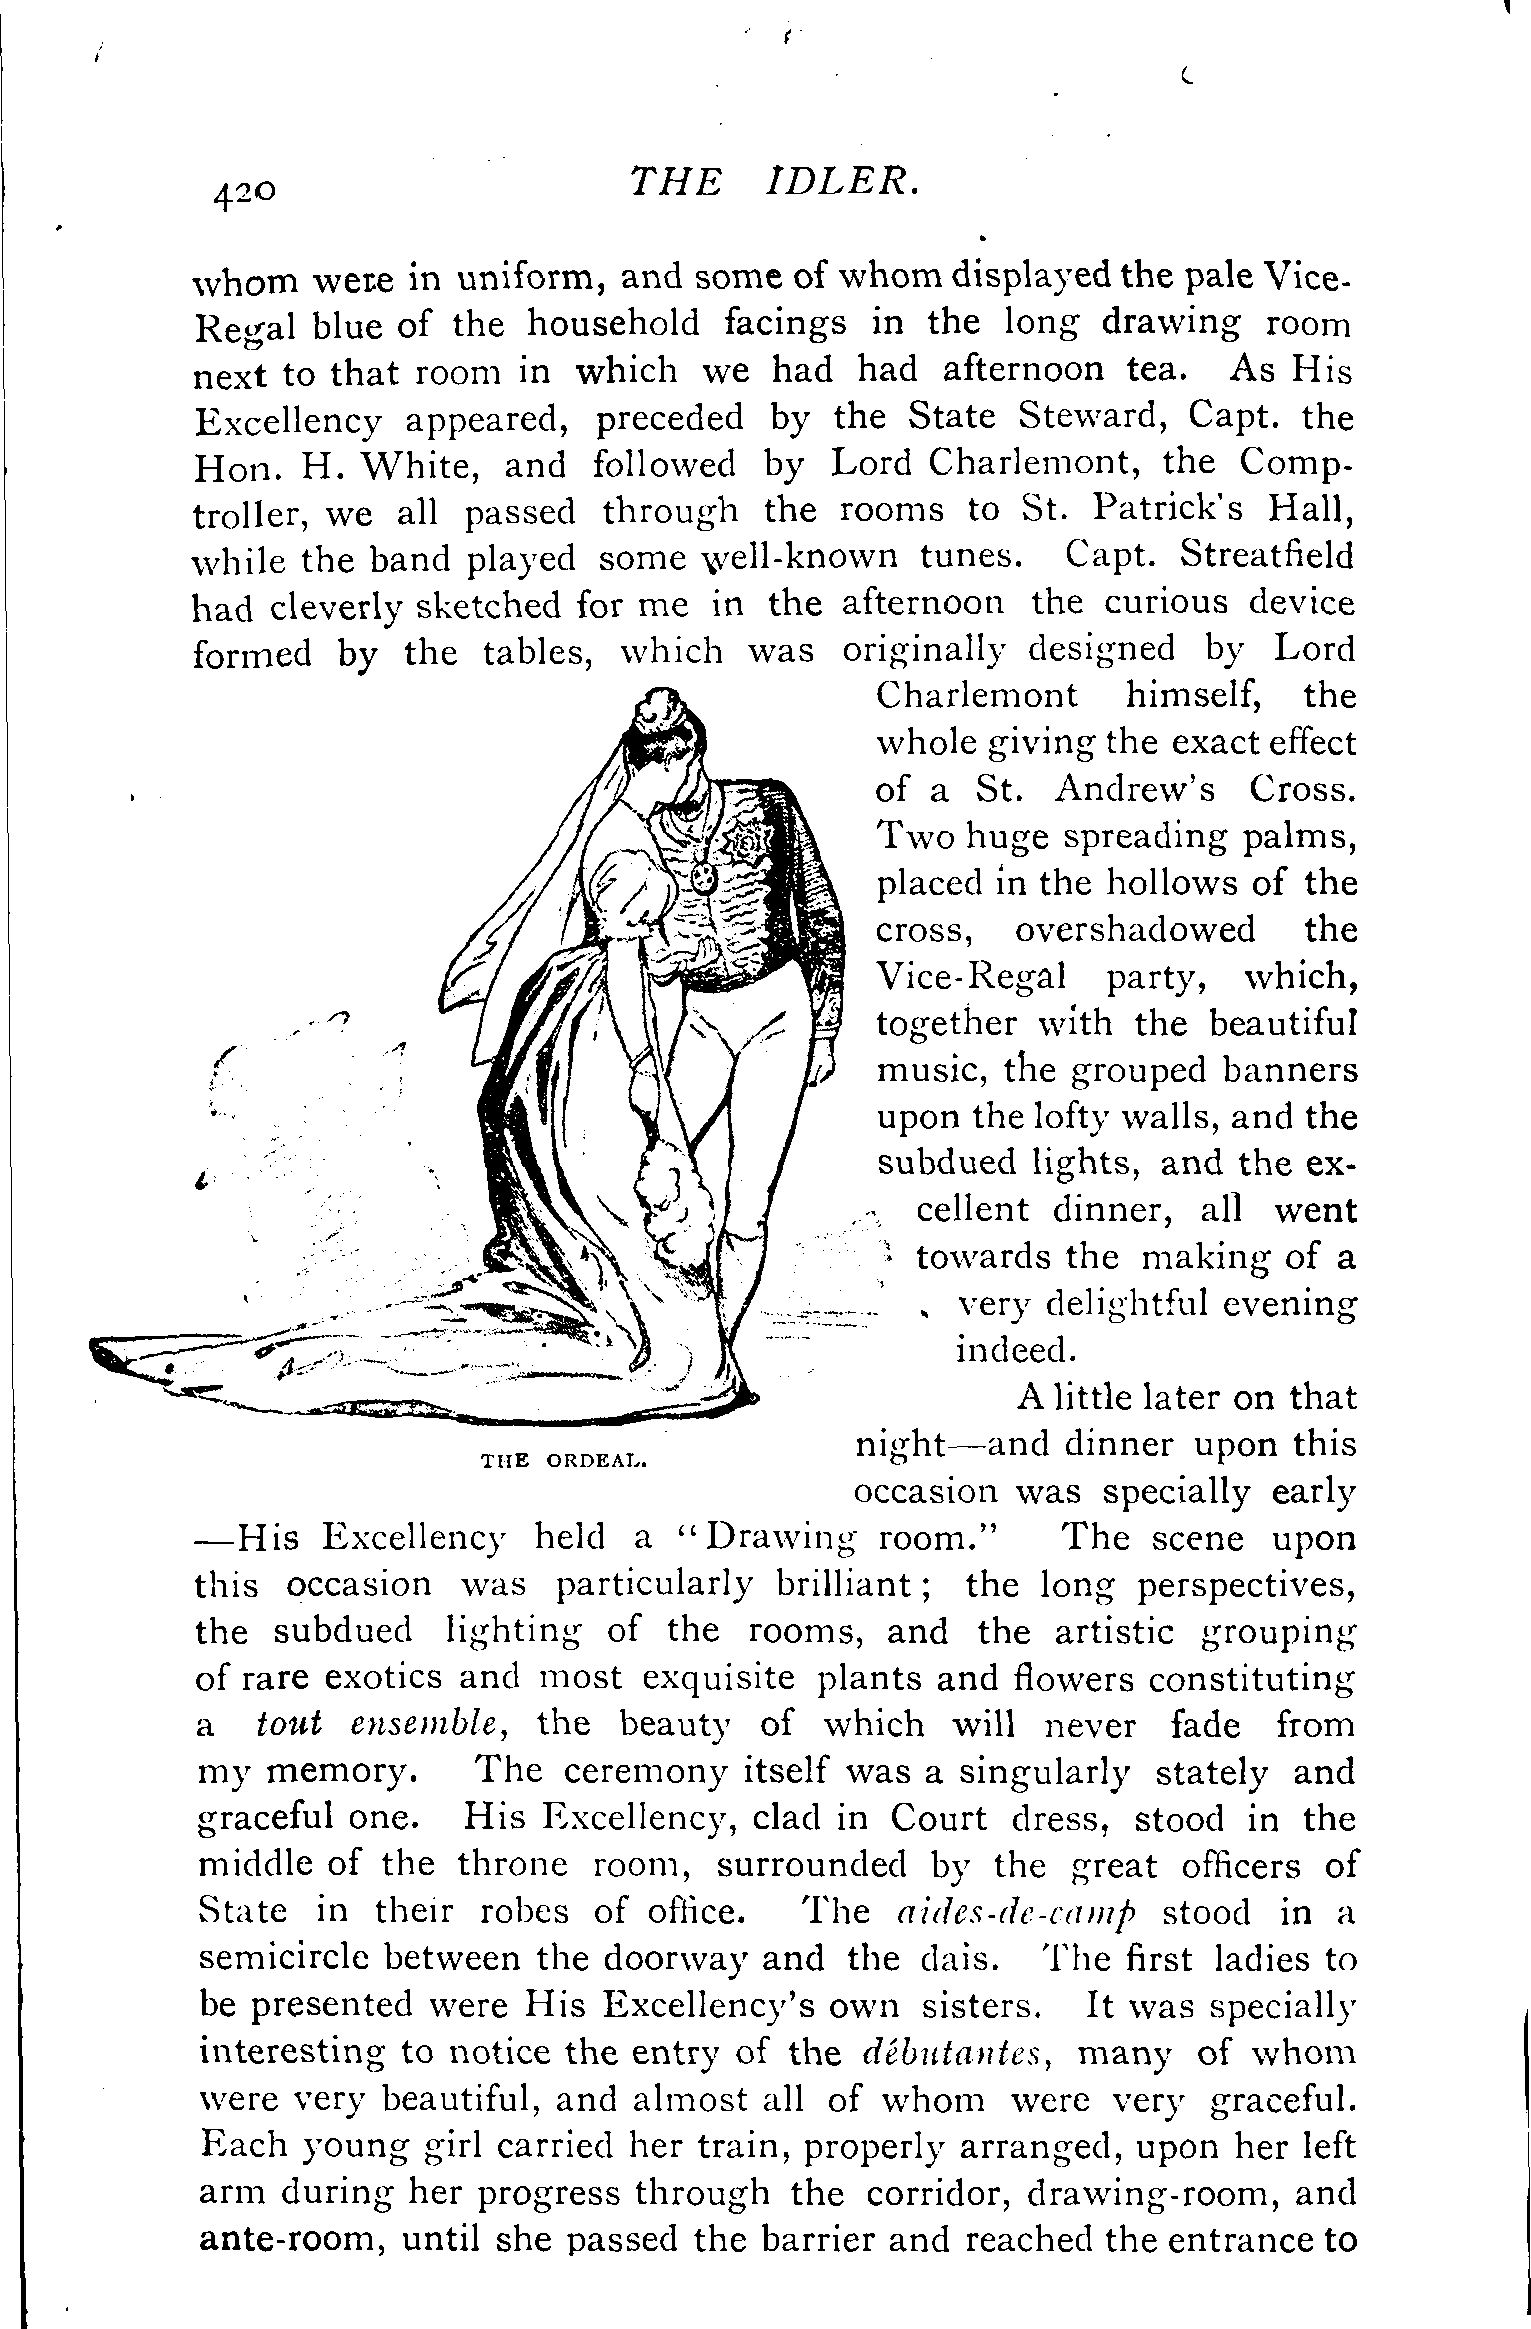 420
THE IDLER.
whom were in uniform, and some of whom displayed the pale Vice-
Regal blue of the household facings in the long drawing room
next to that room in which we had had afternoon tea. As His
Excellency appeared, preceded by the State Steward, Capt. the
Hon. H. White, and followed by Lord Charlemont, the Comp-
troller, we all passed through the rooms to St. Patrick's Hall,
while the band played some well-known tunes. Capt. Streatfield
had cleverly sketched for me in the afternoon the curious device
formed by the tables, which was originally designed by Lord
Charlemont himself, the
whole giving the exact effect
of a St. Andrew's Cross.
Two huge spreading palms,
placed in the hollows of the
cross, overshadowed the
Vice-Regal party, which,
together with the beautiful
music, the grouped banners
upon the lofty walls, and the
subdued lights, and the ex-
cellent dinner, all went
towards the making of a
very delightful evening
indeed.
A little later on that
night—and dinner upon this
occasion was specially early
THE ORDEAL.
—His Excellency held a "Drawing room." The scene upon
this occasion was particularly brilliant; the long perspectives,
the subdued lighting of the rooms, and the artistic grouping
of rare exotics and most exquisite plants and flowers constituting
a tout ensemble, the beauty of which will never fade from
my memory. The ceremony itself was a singularly stately and
graceful one. His Excellency, clad in Court dress, stood in the
middle of the throne room, surrounded by the great officers of
State in their robes of office. The aides-de-camp stood in a
semicircle between the doorway and the dais. The first ladies to
be presented were His Excellency's own sisters. It was specially
interesting to notice the entry of the débutantes, many of whom
were very beautiful, and almost all of whom were very graceful.
Each young girl carried her train, properly arranged, upon her left
arm during her progress through the corridor, drawing-room, and
ante-room, until she passed the barrier and reached the entrance to